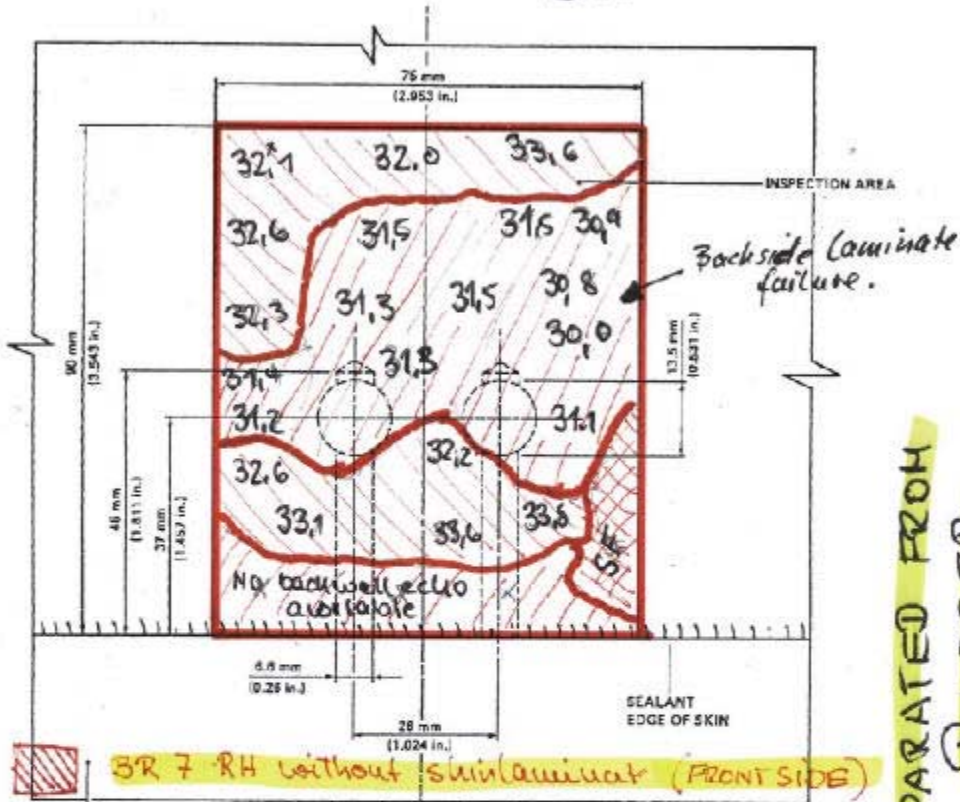 75 mm
(2.953 in.)
32,1 32.0 33,6
INSPECTION AREA
32,6 31,5 31,5 30,9
Backside laminate
failure.
32,3 31,3 31,5 30,8
30,0
90 mm
(3.543 in.)
13.5 mm
(0.531 in.)
31,4 31,3
31,2 31.1
46 mm
(1.811 in.)
37 mm
(1.457 in.)
32,6 32,2
33,1 33,6 33,8
No backwall echo
available
6.6 mm
(0.26 in.)
26 mm
(1.024 in.)
SEALANT
EDGE OF SKIN
3R 7 RH without skinlaminat (FRONT SIDE)
PARATED FROM